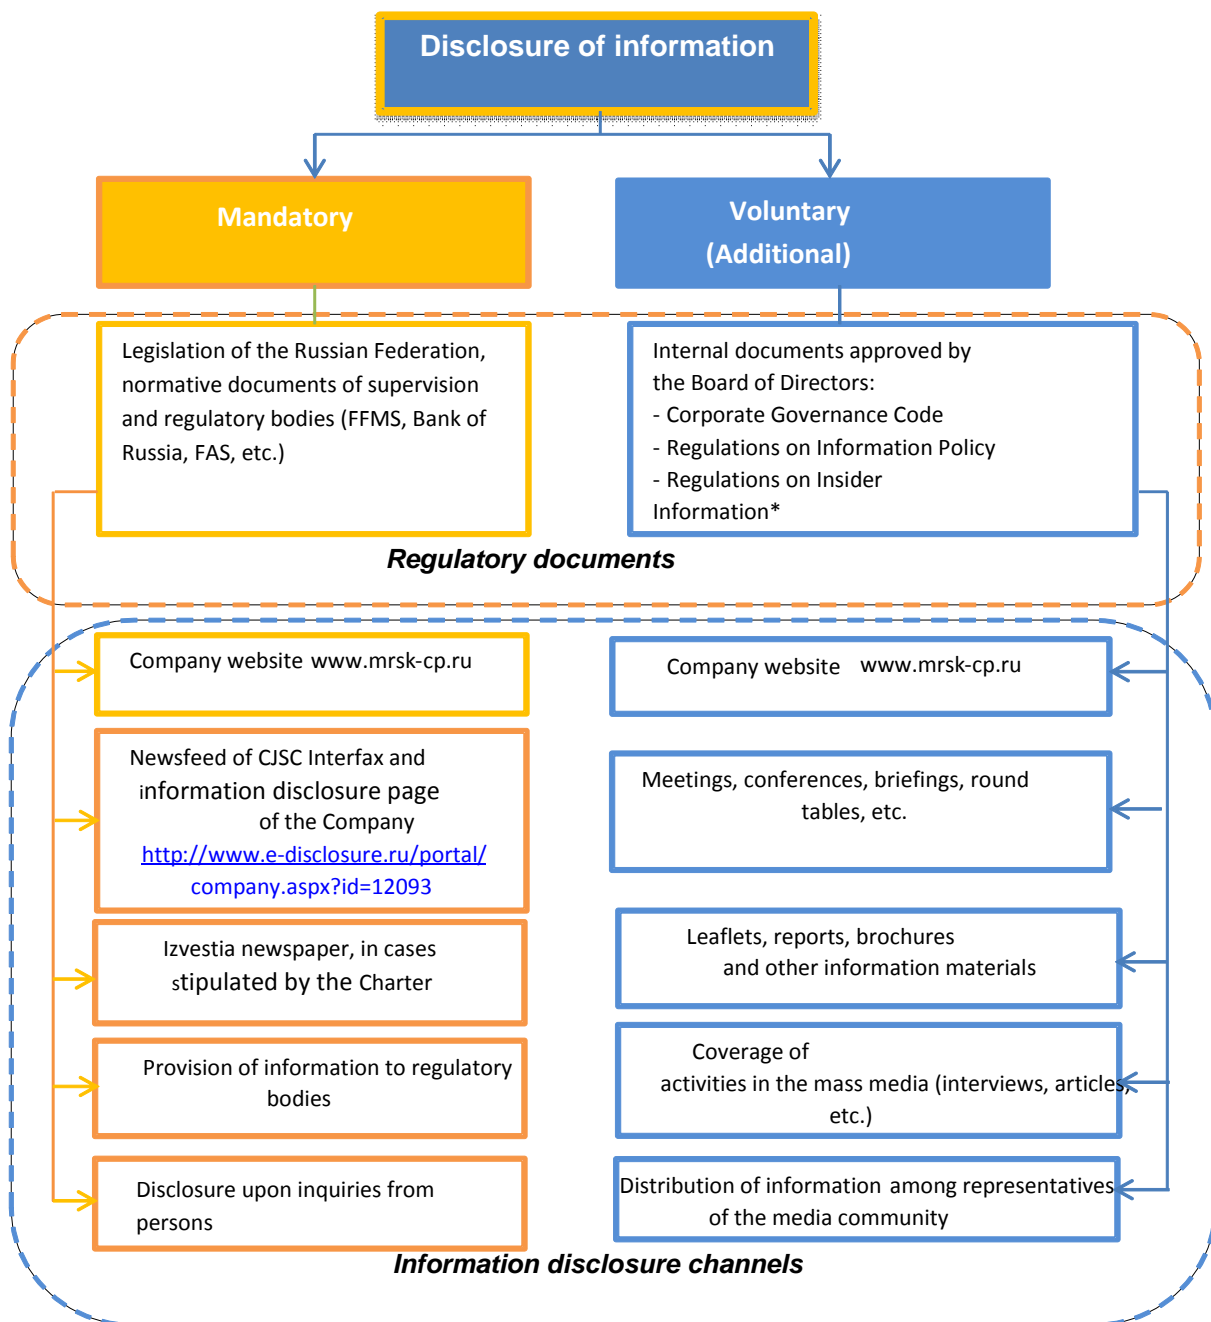 Disclosure of information
Mandatory
Voluntary
(Additional)
Legislation of the Russian Federation,
normative documents of supervision
and regulatory bodies (FFMS, Bank of
Russia, FAS, etc.)
Internal documents approved by
the Board of Directors:
- Corporate Governance Code
- Regulations on Information Policy
- Regulations on Insider
Information*
Regulatory documents
Company website www.mrsk-cp.ru
Newsfeed of CJSC Interfax and
information disclosure page
of the Company
http://www.e-disclosure.ru/portal/
company.aspx?id=12093
Izvestia newspaper, in cases
stipulated by the Charter
Provision of information to regulatory
bodies
Disclosure upon inquiries from
persons
Company website www.mrsk-cp.ru
Meetings, conferences, briefings, round
tables, etc.
Leaflets, reports, brochures
and other information materials
Coverage of
activities in the mass media (interviews, articles,
etc.)
Distribution of information among representatives
of the media community
Information disclosure channels